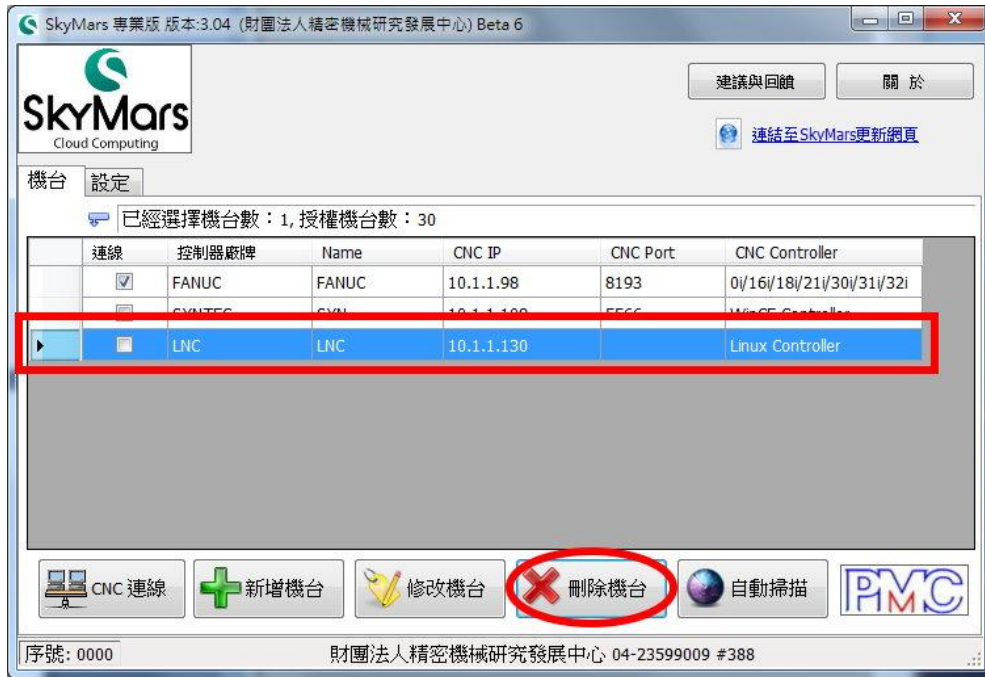 SkyMars 專業版 版本:3.04 (財團法人精密機械研究發展中心) Beta 6
SkyMars
Cloud Computing
建議與回饋 關 於
連結至SkyMars更新網頁
機台 設定
已經選擇機台數：1, 授權機台數：30
連線 控制器廠牌 Name CNC IP CNC Port CNC Controller
FANUC FANUC 10.1.1.98 8193 0i/16i/18i/21i/30i/31i/32i
LNC LNC 10.1.1.130 Linux Controller
CNC 連線 新增機台 修改機台 刪除機台 自動掃描 PMC
序號: 0000 財團法人精密機械研究發展中心 04-23599009 #388